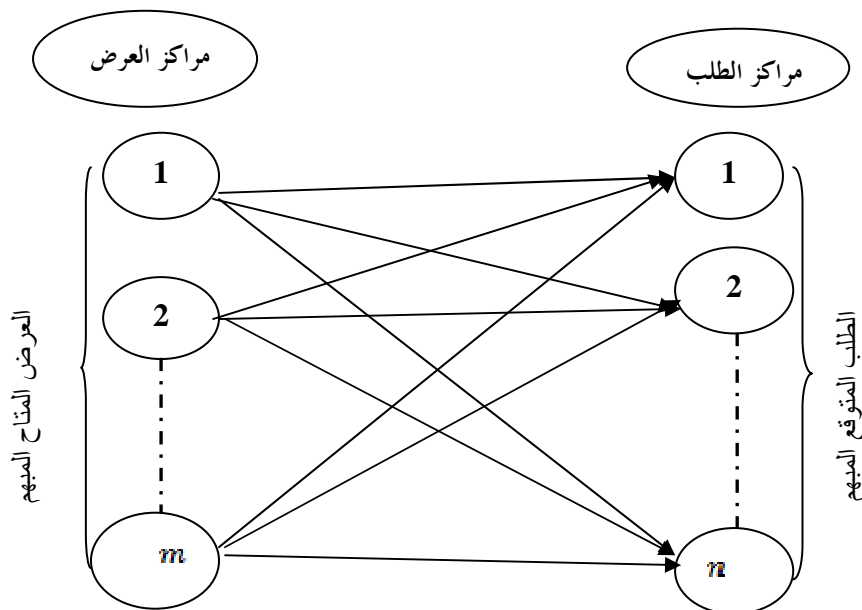 مراكز العرض
مراكز الطلب
1
1
2
2
m
n
العرض المتاح المبهم
الطلب المتوقع المبهم